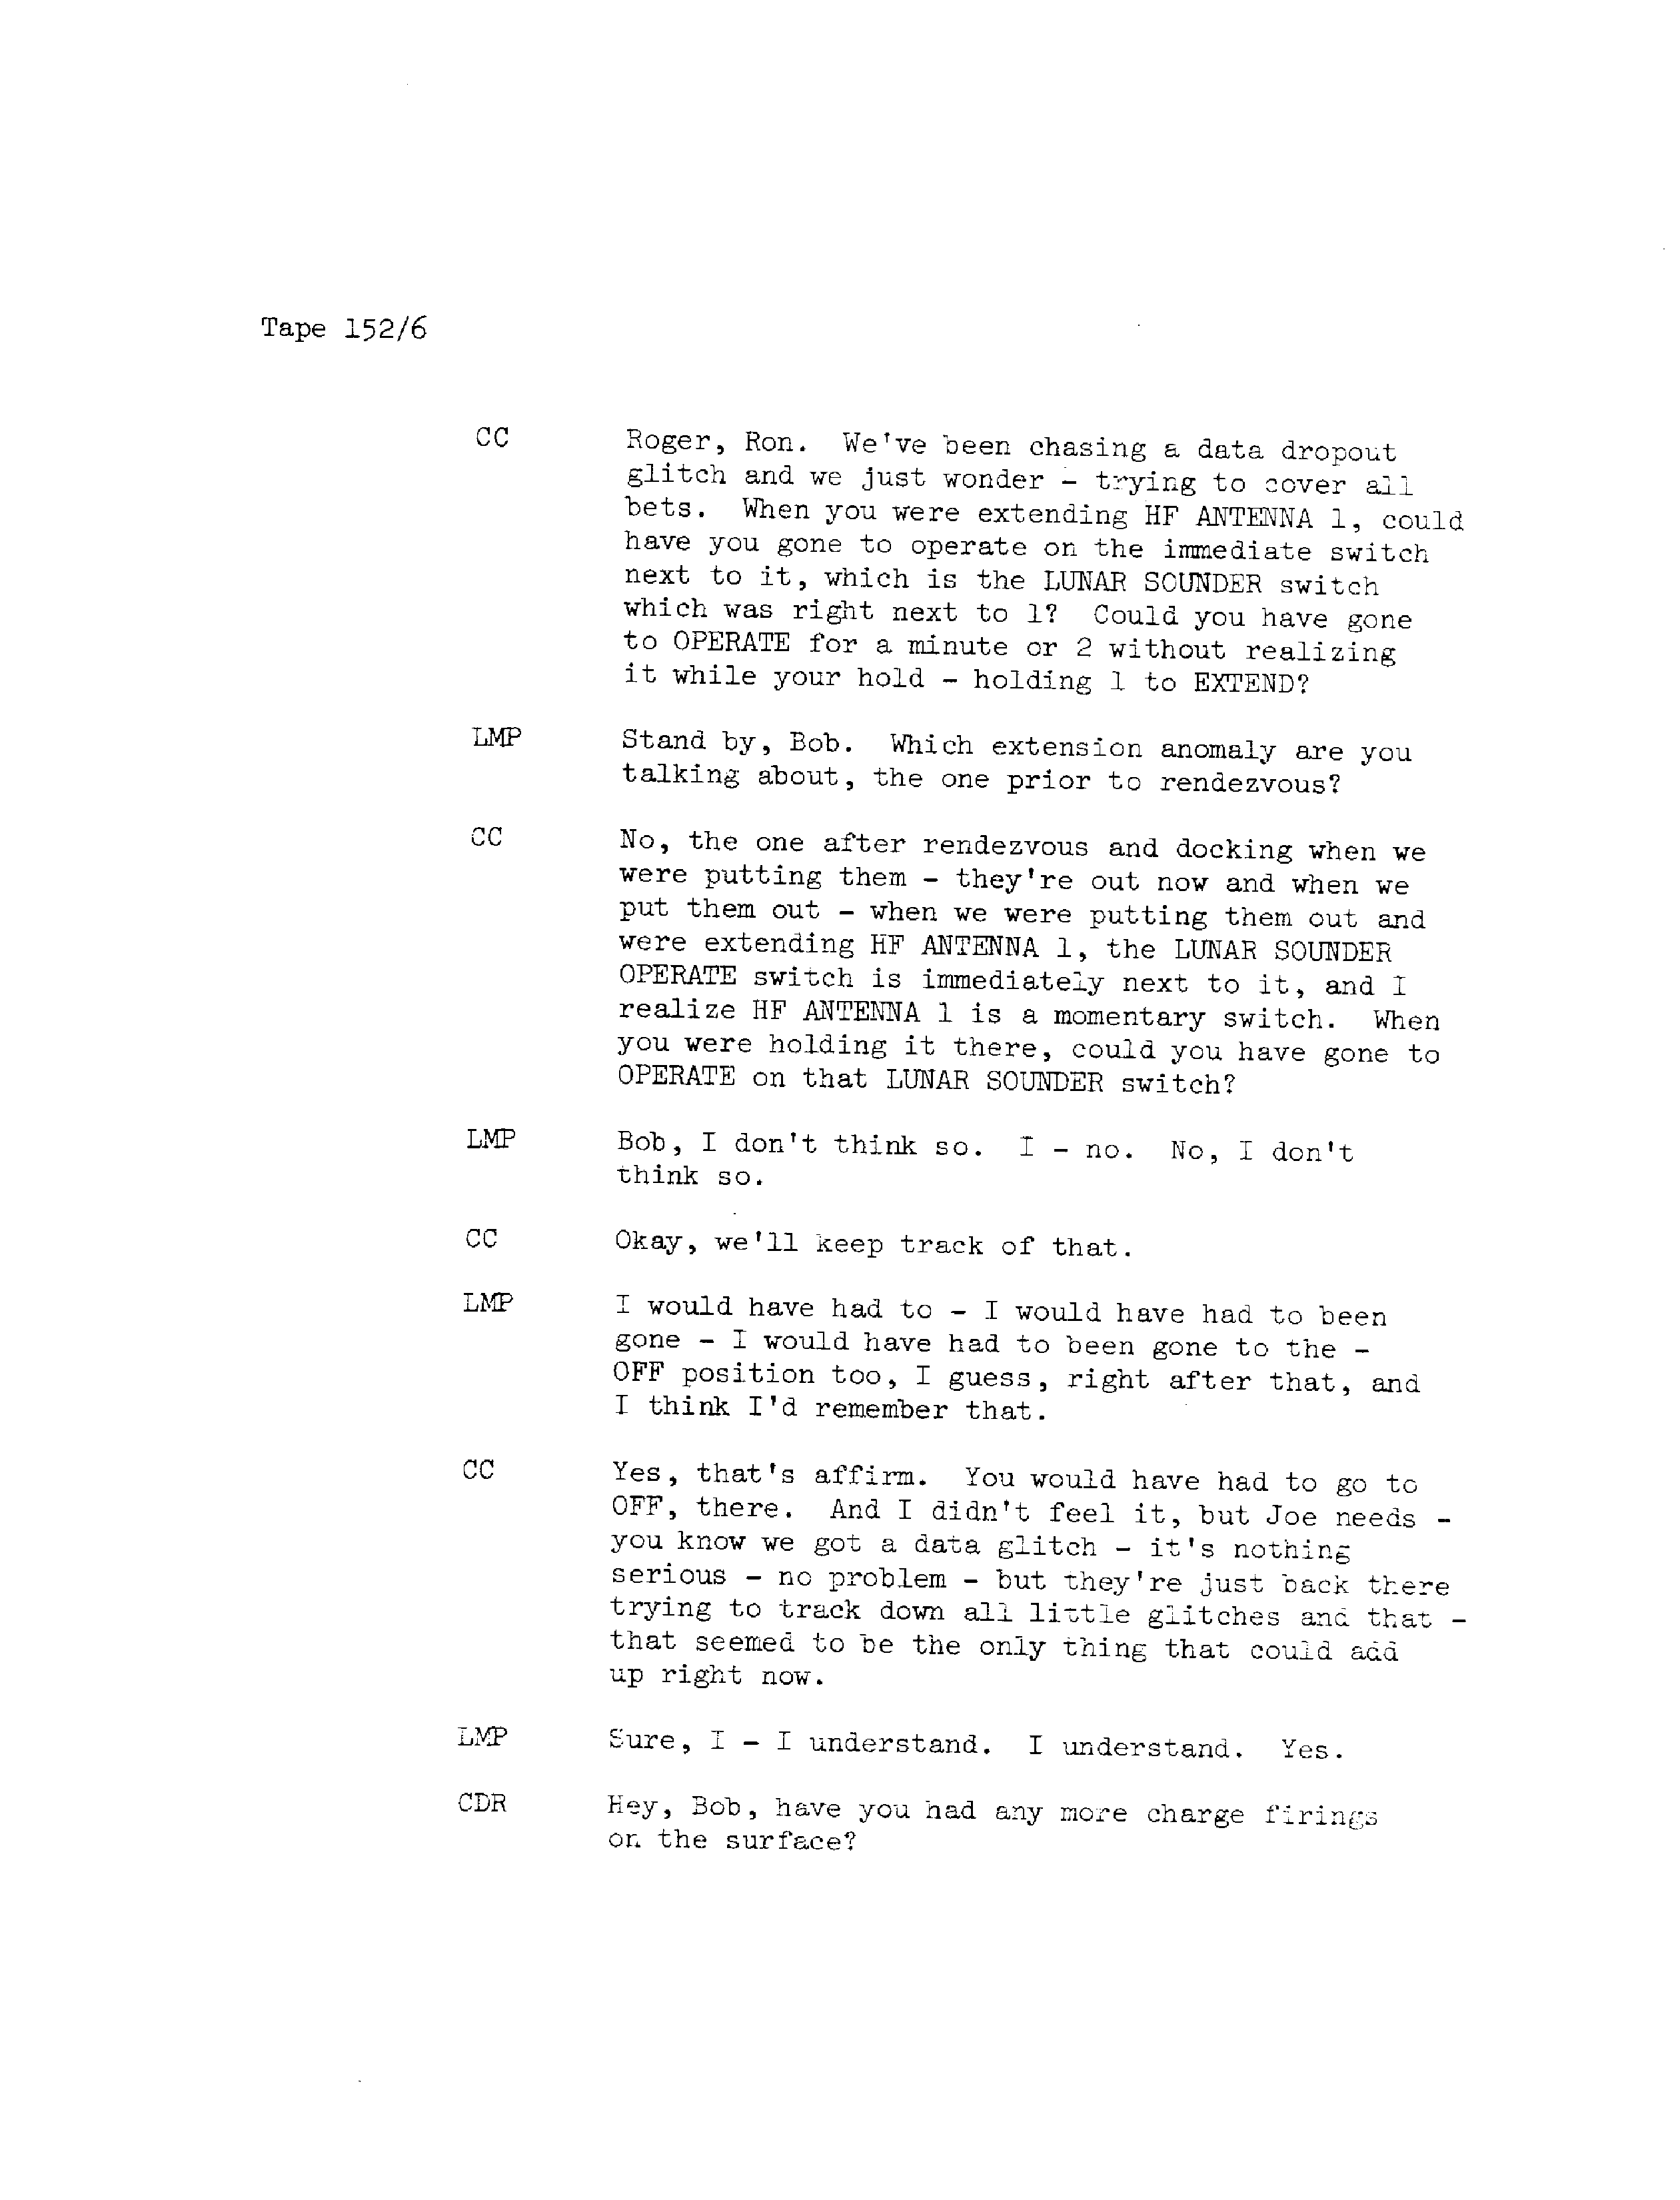 Tape 152/6
CC Roger, Ron. We've been chasing a data dropout
glitch and we just wonder - trying to cover all
bets. When you were extending HF ANTENNA 1, could
have you gone to operate on the immediate switch
next to it, which is the LUNAR SOUNDER switch
which was right next to 1? Could you have gone
to OPERATE for a minute or 2 without realizing
it while your hold - holding 1 to EXTEND?
LMP Stand by, Bob. Which extension anomaly are you
talking about, the one prior to rendezvous?
CC No, the one after rendezvous and docking when we
were putting them - they're out now and when we
put them out - when we were putting them out and
were extending HF ANTENNA 1, the LUNAR SOUNDER
OPERATE switch is immediately next to it, and I
realize HF ANTENNA 1 is a momentary switch. When
you were holding it there, could you have gone to
OPERATE on that LUNAR SOUNDER switch?
LMP Bob, I don't think so. I - no. No, I don't
think so.
CC Okay, we'll keep track of that.
LMP I would have had to - I would have had to been
gone - I would have had to been gone to the -
OFF position too, I guess, right after that, and
I think I'd remember that.
CC Yes, that's affirm. You would have had to go to
OFF, there. And I didn't feel it, but Joe needs -
you know we got a data glitch - it's nothing
serious - no problem - but they're just back there
trying to track down all little glitches and that -
that seemed to be the only thing that could add
up right now.
LMP Sure, I - I understand. I understand. Yes.
CDR Hey, Bob, have you had any more charge firings
on the surface?